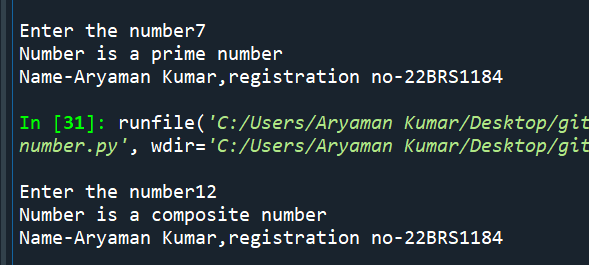 Enter the number7
Number is a prime number
Name-Aryaman Kumar,registration no-22BRS1184
In [31]: runfile('C:/Users/Aryaman Kumar/Desktop/git
number.py', wdir='C:/Users/Aryaman Kumar/Desktop/git
Enter the number12
Number is a composite number
Name-Aryaman Kumar,registration no-22BRS1184